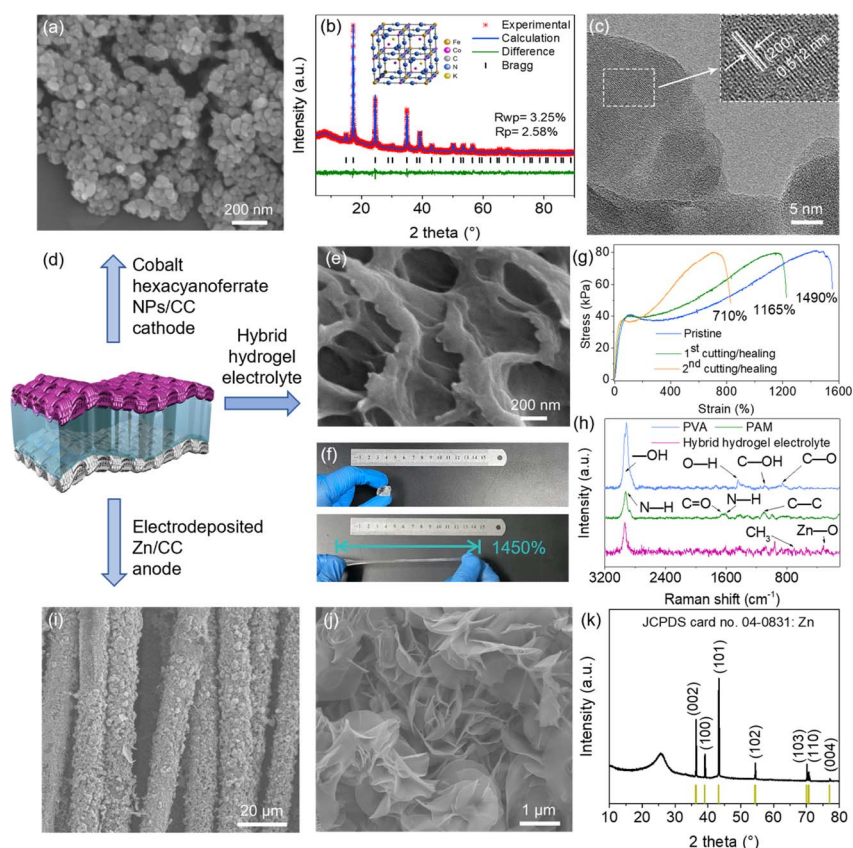 (a)
200 nm
(b)
Experimental
Calculation
Difference
Bragg
Fe
Co
C
N
K
Rwp= 3.25%
Rp= 2.58%
Intensity (a.u.)
20 40 60 80
2 theta (°)
(c)
(200)
0.512 nm
5 nm
(d)
Cobalt
hexacyanoferrate
NPs/CC
cathode
Hybrid
hydrogel
electrolyte
Electrodeposited
Zn/CC
anode
(e)
200 nm
(f)
1450%
(g)
Stress (kPa)
100
80
60
40
20
0
710% 1165% 1490%
Pristine
1st cutting/healing
2nd cutting/healing
0 400 800 1200 1600
Strain (%)
(h)
PVA PAM
Hybrid hydrogel electrolyte
—OH O—H C—OH C—O
N—H C=O N—H C—C
CH3 Zn—O
Intensity (a.u.)
3200 2400 1600 800
Raman shift (cm-1)
(i)
20 μm
(j)
1 μm
(k)
JCPDS card no. 04-0831: Zn
(002)
(100)
(101)
(102)
(103)
(110)
(004)
Intensity (a.u.)
10 20 30 40 50 60 70 80
2 theta (°)